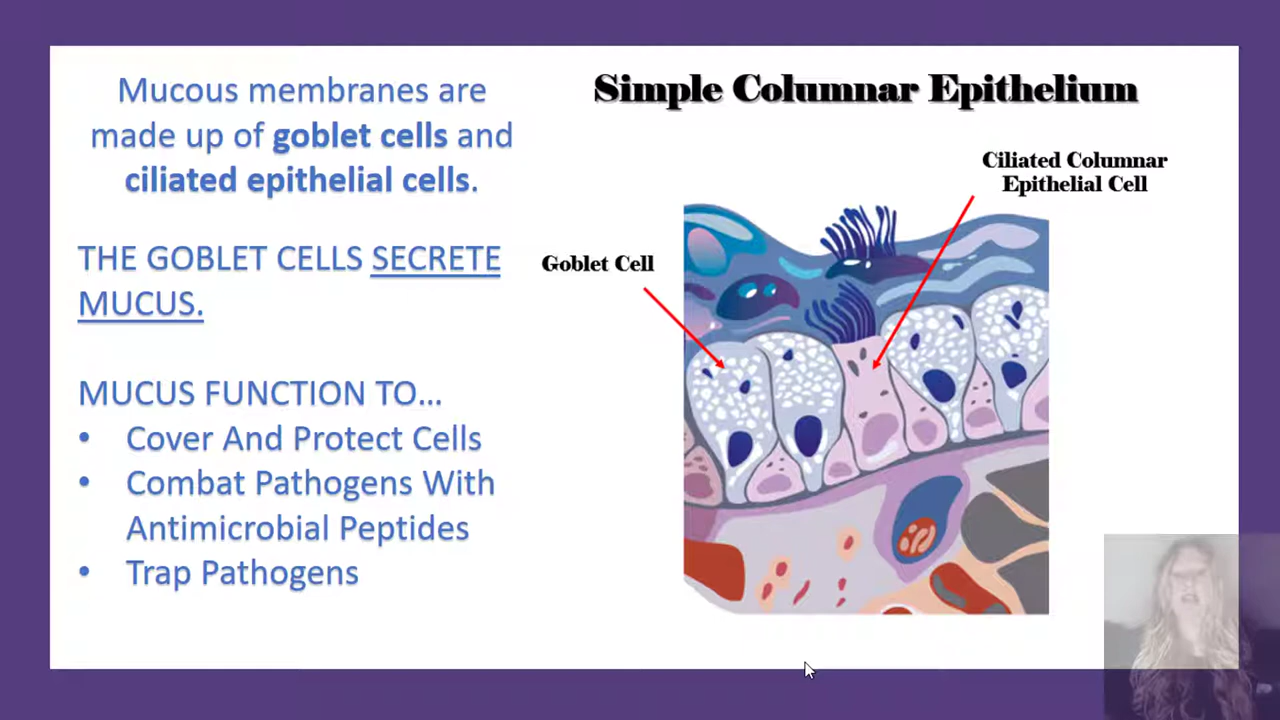 Mucous membranes are
made up of goblet cells and
ciliated epithelial cells.
THE GOBLET CELLS SECRETE
MUCUS.
MUCUS FUNCTION TO...
• Cover And Protect Cells
• Combat Pathogens With
Antimicrobial Peptides
• Trap Pathogens
Simple Columnar Epithelium
Ciliated Columnar
Epithelial Cell
Goblet Cell